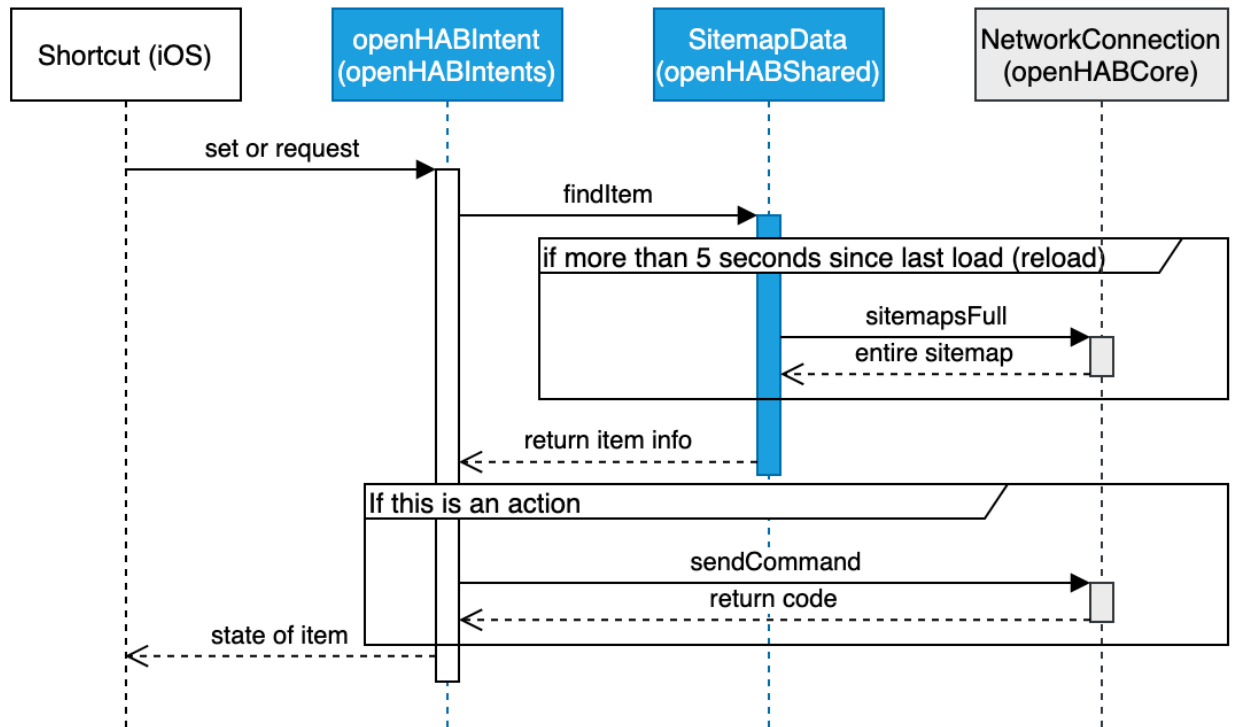 Shortcut (iOS)
openHABIntent
(openHABIntents)
SitemapData
(openHABShared)
NetworkConnection
(openHABCore)
set or request
findItem
if more than 5 seconds since last load (reload)
sitemapsFull
entire sitemap
return item info
If this is an action
sendCommand
return code
state of item